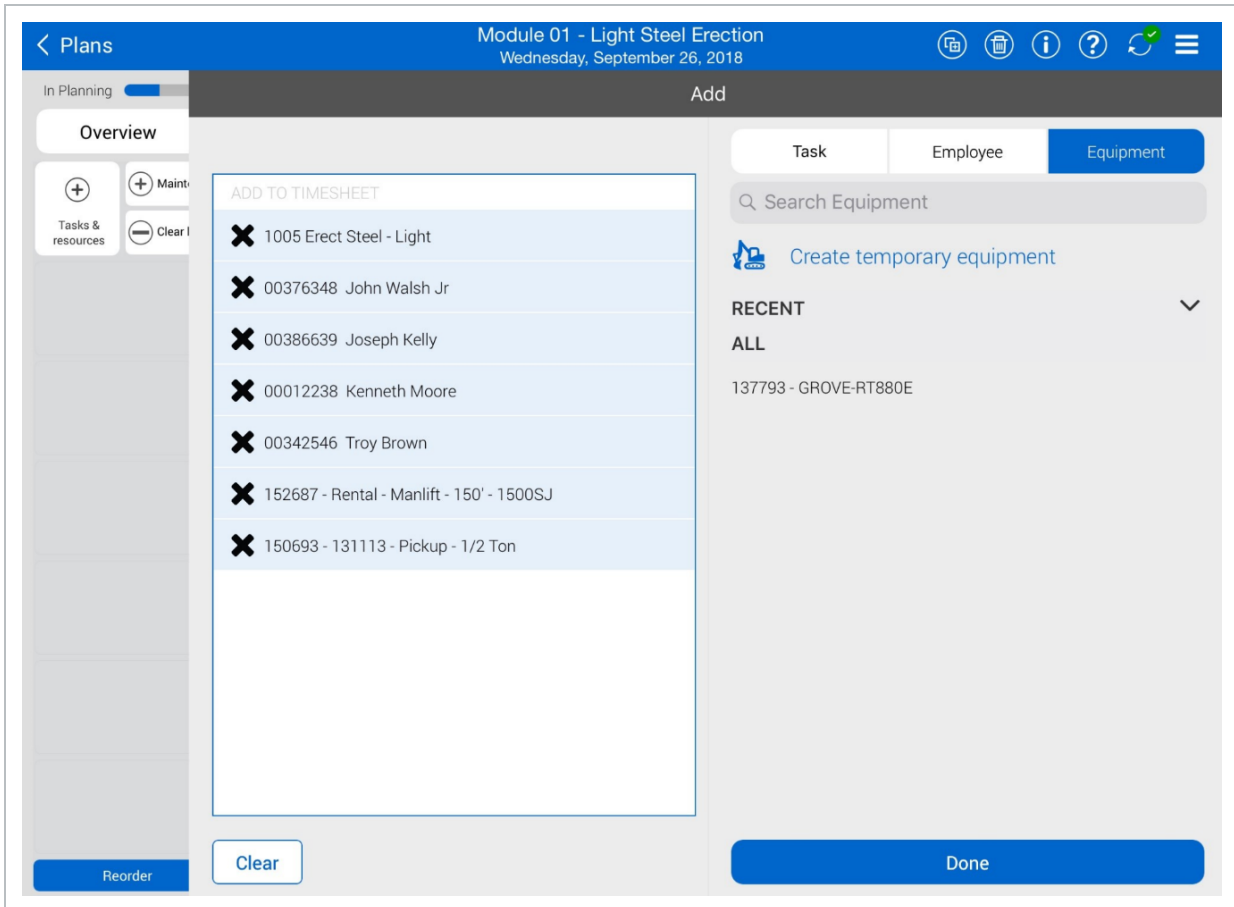 Plans
Module 01 - Light Steel Erection
Wednesday, September 26, 2018
In Planning
Add
Overview
Tasks &
resources
Maint
Clear
Reorder
ADD TO TIMESHEET
1005 Erect Steel - Light
00376348 John Walsh Jr
00386639 Joseph Kelly
00012238 Kenneth Moore
00342546 Troy Brown
152687 - Rental - Manlift - 150' - 1500SJ
150693 - 131113 - Pickup - 1/2 Ton
Clear
Task
Employee
Equipment
Search Equipment
Create temporary equipment
RECENT
ALL
137793 - GROVE-RT880E
Done